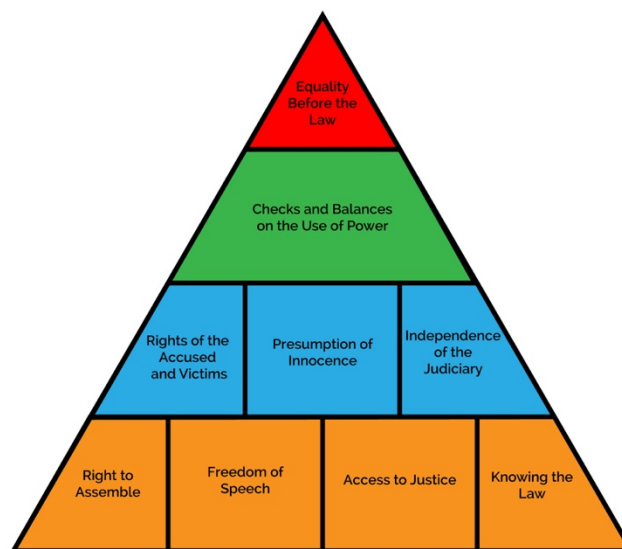 Equality
Before the
Law
Checks and Balances
on the Use of Power
Rights of the
Accused
and Victims
Presumption of
Innocence
Independence
of the
Judiciary
Right to
Assemble
Freedom of
Speech
Access to Justice
Knowing the
Law